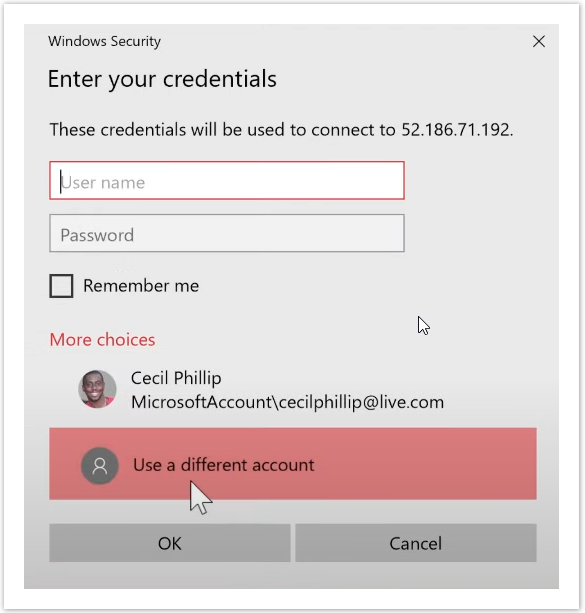 Windows Security
Enter your credentials
These credentials will be used to connect to 52.186.71.192.
User name
Password
Remember me
More choices
Cecil Phillip
MicrosoftAccount\cecilphillip@live.com
Use a different account
OK
Cancel